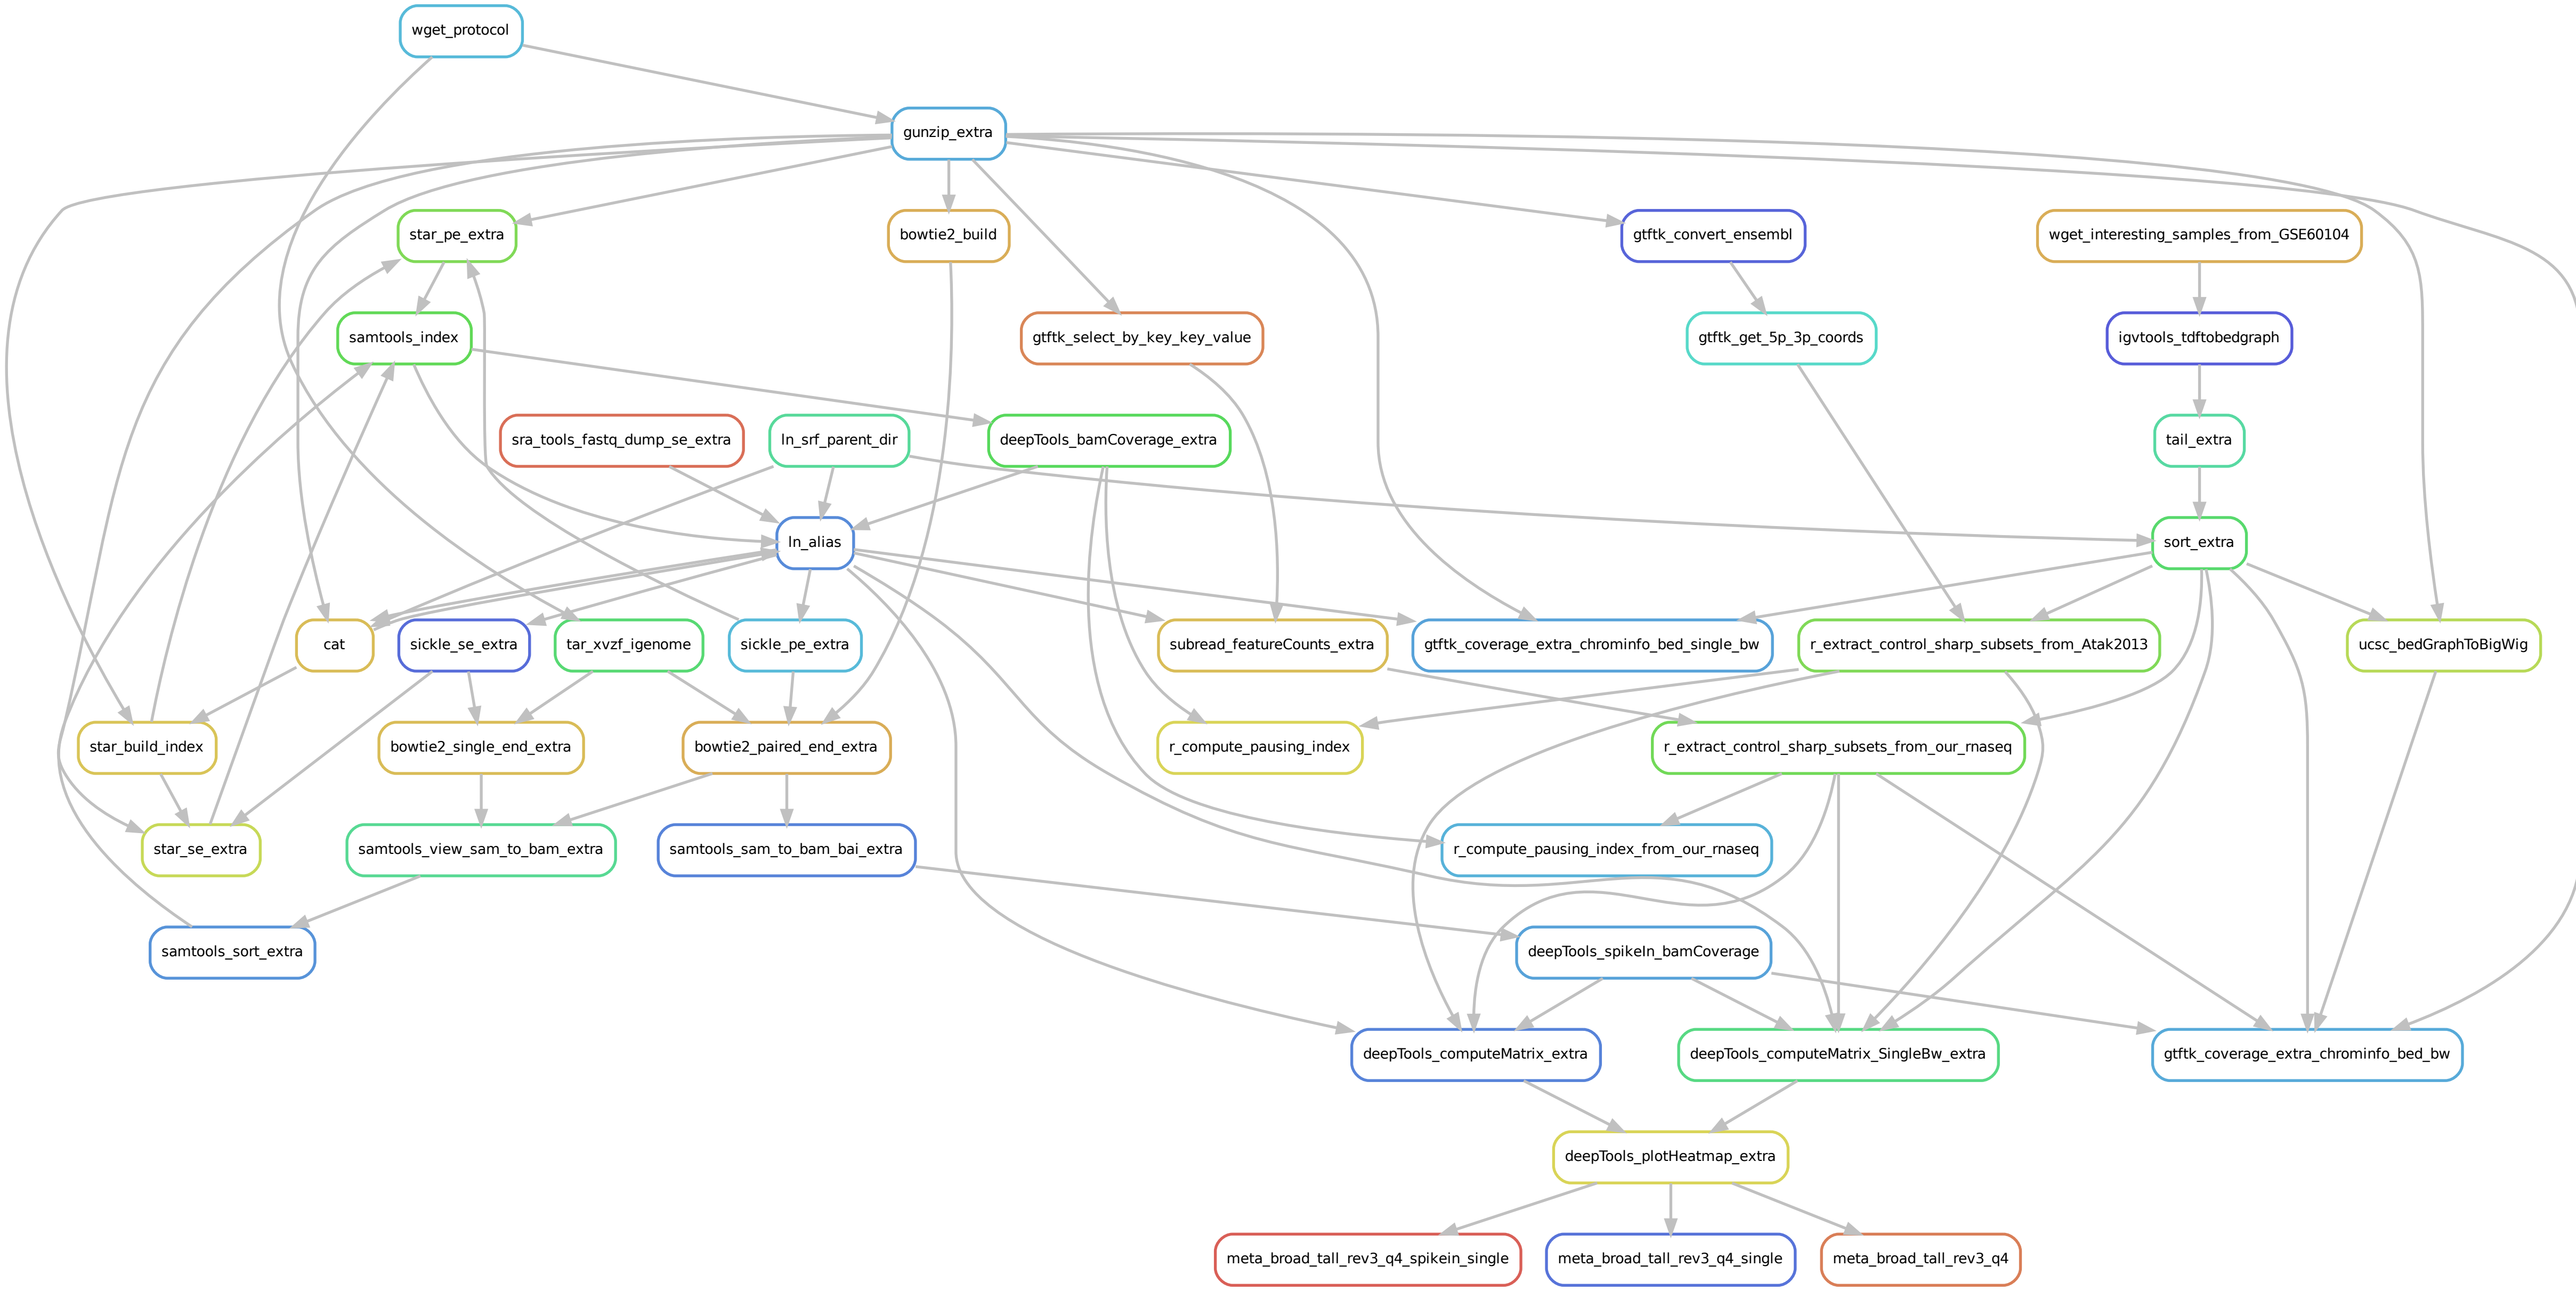 wget_protocol
gunzip_extra
star_pe_extra
bowtie2_build
gtftk_convert_ensembl
wget_interesting_samples_from_GSE60104
samtools_index
gtftk_select_by_key_key_value
gtftk_get_5p_3p_coords
igvtools_tdftobedgraph
sra_tools_fastq_dump_se_extra
ln_srf_parent_dir
deepTools_bamCoverage_extra
tail_extra
ln_alias
sort_extra
cat
sickle_se_extra
tar_xvzf_igenome
sickle_pe_extra
subread_featureCounts_extra
gtftk_coverage_extra_chrominfo_bed_single_bw
r_extract_control_sharp_subsets_from_Atak2013
ucsc_bedGraphToBigWig
star_build_index
bowtie2_single_end_extra
bowtie2_paired_end_extra
r_compute_pausing_index
r_extract_control_sharp_subsets_from_our_rnaseq
star_se_extra
samtools_view_sam_to_bam_extra
samtools_sam_to_bam_bai_extra
r_compute_pausing_index_from_our_rnaseq
samtools_sort_extra
deepTools_spikeIn_bamCoverage
deepTools_computeMatrix_extra
deepTools_computeMatrix_SingleBw_extra
gtftk_coverage_extra_chrominfo_bed_bw
deepTools_plotHeatmap_extra
meta_broad_tall_rev3_q4_spikein_single
meta_broad_tall_rev3_q4_single
meta_broad_tall_rev3_q4